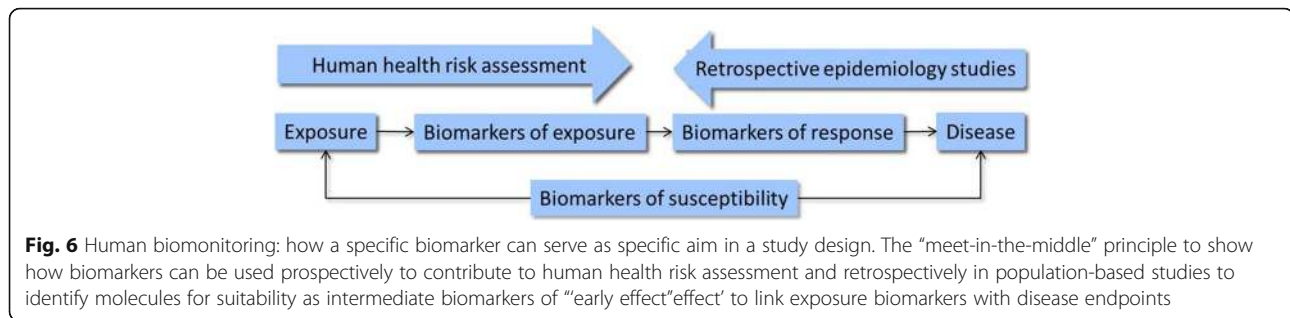 Human health risk assessment
Retrospective epidemiology studies
Exposure
Biomarkers of exposure
Biomarkers of response
Disease
Biomarkers of susceptibility
Fig. 6 Human biomonitoring: how a specific biomarker can serve as specific aim in a study design. The “meet-in-the-middle” principle to show
how biomarkers can be used prospectively to contribute to human health risk assessment and retrospectively in population-based studies to
identify molecules for suitability as intermediate biomarkers of “‘early effect”effect’ to link exposure biomarkers with disease endpoints